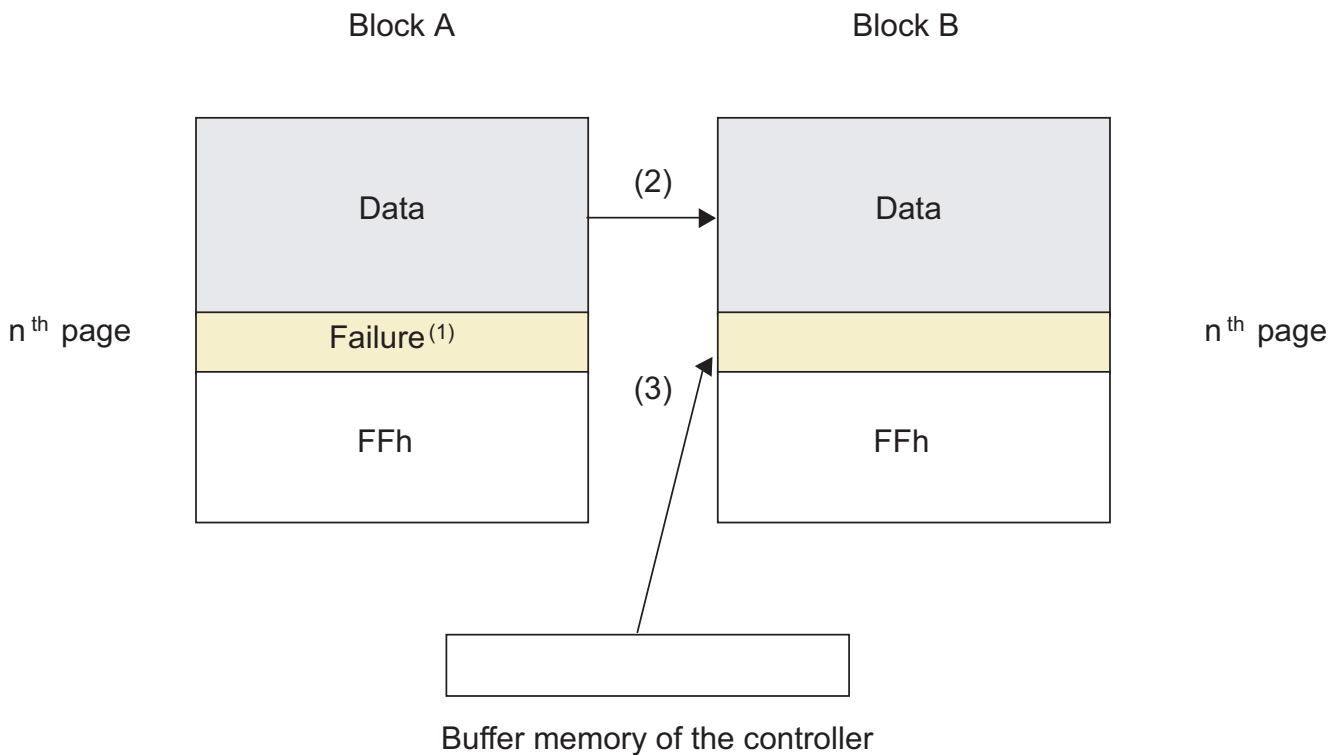 Block A
Block B
Data
(2)
Data
n th page
Failure (1)
n th page
(3)
FFh
FFh
Buffer memory of the controller